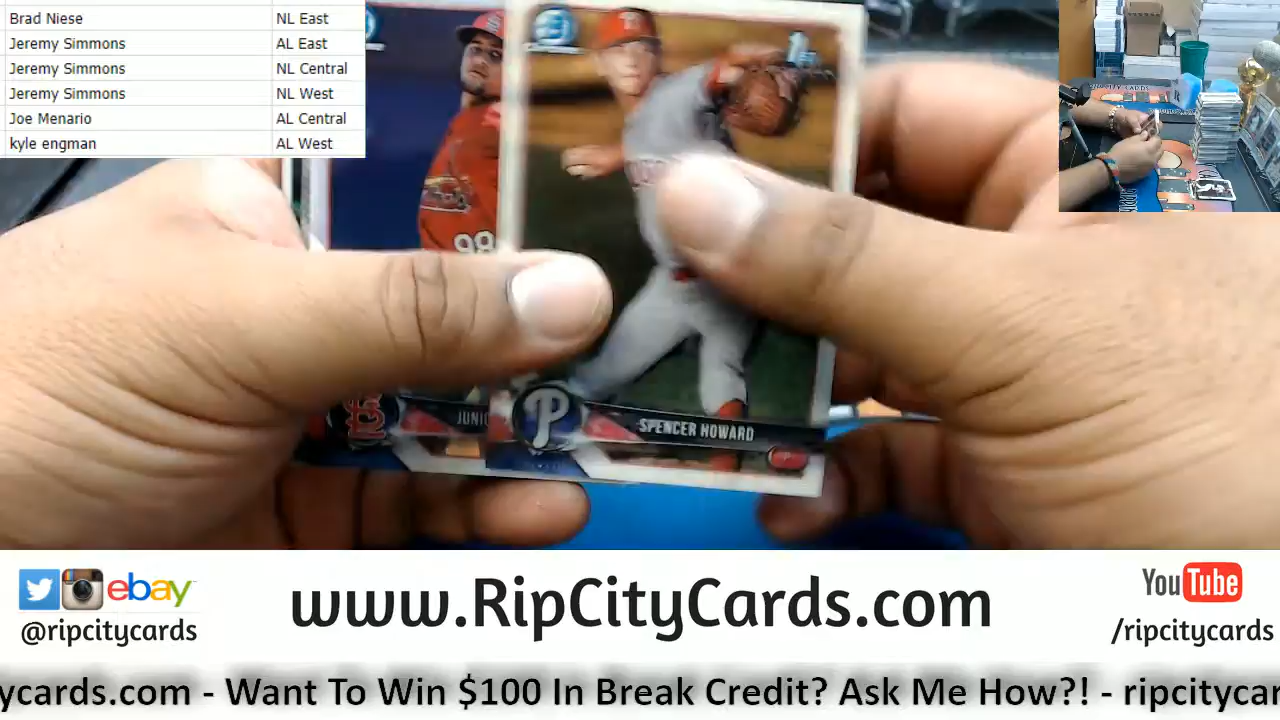 Brad Niese NL East
Jeremy Simmons AL East
Jeremy Simmons NL Central
Jeremy Simmons NL West
Joe Menario AL Central
kyle engman AL West
1st
98
JUNIO
P
SPENCER HOWARD
ebay
@ripcitycards
www.RipCityCards.com
YouTube
/ripcitycards
ycards.com - Want To Win $100 In Break Credit? Ask Me How?! - ripcitycar